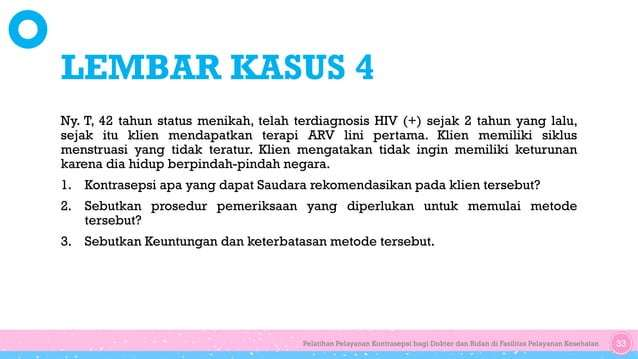 LEMBAR KASUS 4
Ny. T, 42 tahun status menikah, telah terdiagnosis HIV (+) sejak 2 tahun yang lalu,
sejak itu klien mendapatkan terapi ARV lini pertama. Klien memiliki siklus
menstruasi yang tidak teratur. Klien mengatakan tidak ingin memiliki keturunan
karena dia hidup berpindah-pindah negara.
1. Kontrasepsi apa yang dapat Saudara rekomendasikan pada klien tersebut?
2. Sebutkan prosedur pemeriksaan yang diperlukan untuk memulai metode
tersebut?
3. Sebutkan Keuntungan dan keterbatasan metode tersebut.
Pelatihan Pelayanan Kontrasepsi bagi Dokter dan Bidan di Fasilitas Pelayanan Kesehatan 33